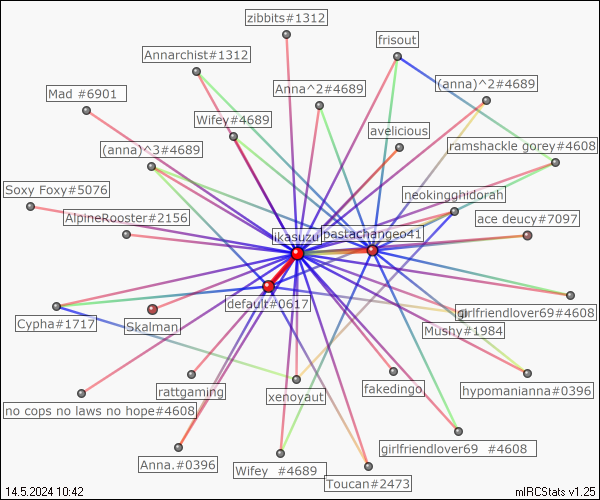 zibbits#1312
frisout
Annarchist#1312
Anna^2#4689
(anna)^2#4689
Mad #6901
Wifey#4689
avelicious
ramshackle gorey#4608
(anna)^3#4689
Soxy Foxy#5076
neokingghidorah
AlpineRooster#2156
ikasuzu
pastachangeo41
ace deucy#7097
default#0617
girlfriendlover69#4608
Cypha#1717
Skalman
Mushy#1984
rattgaming
xenoyaut
fakedingo
hypomanianna#0396
no cops no laws no hope#4608
girlfriendlover69 #4608
Anna.#0396
Wifey #4689
Toucan#2473
14.5.2024 10:42
mIRCStats v1.25